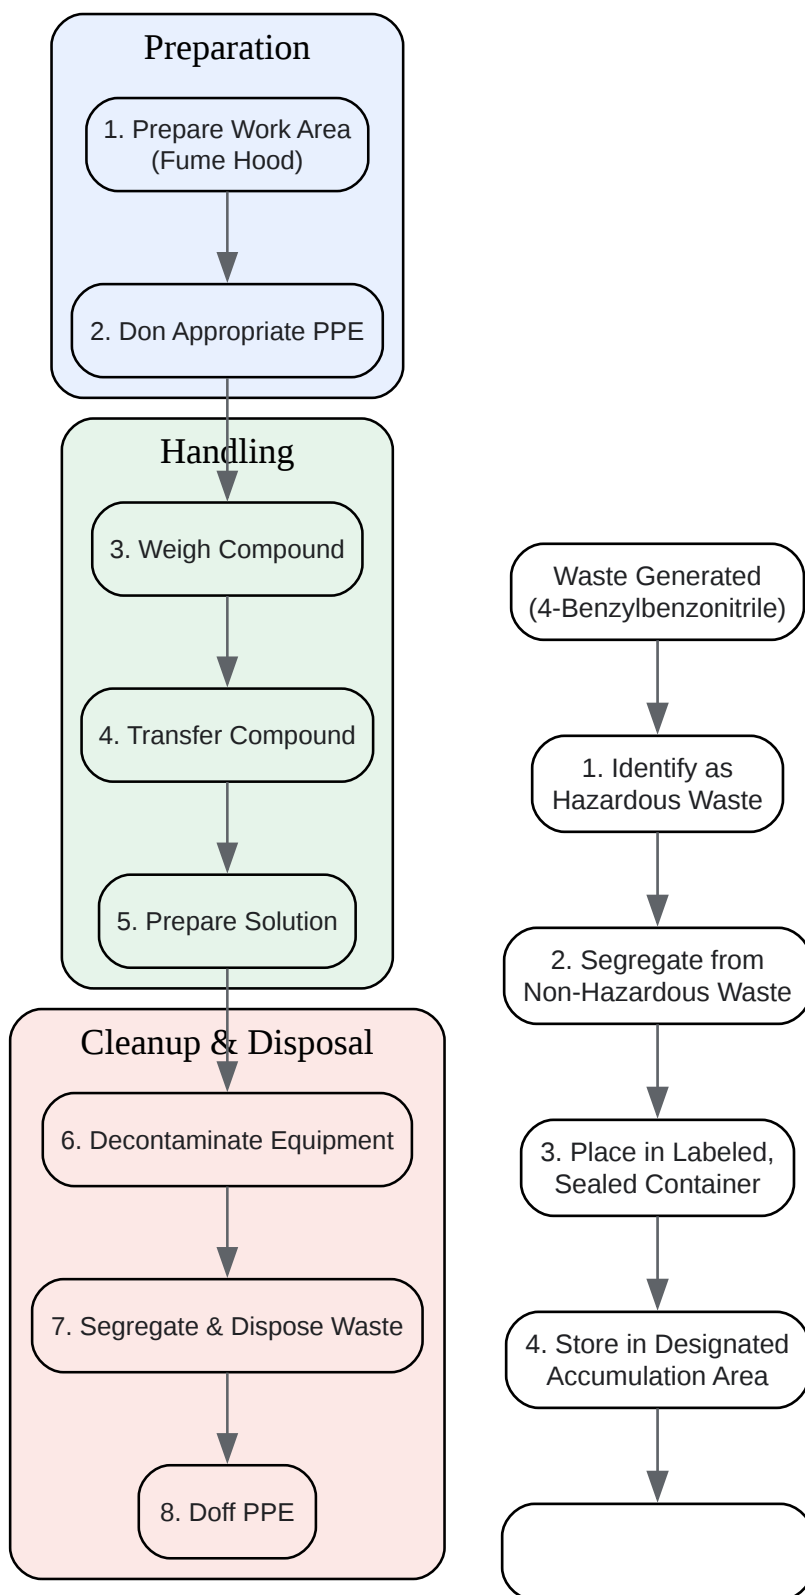 Preparation
1. Prepare Work Area
(Fume Hood)
2. Don Appropriate PPE
Handling
3. Weigh Compound
4. Transfer Compound
5. Prepare Solution
Cleanup & Disposal
6. Decontaminate Equipment
7. Segregate & Dispose Waste
8. Doff PPE
Waste Generated
(4-Benzylbenzonitrile)
1. Identify as
Hazardous Waste
2. Segregate from
Non-Hazardous Waste
3. Place in Labeled,
Sealed Container
4. Store in Designated
Accumulation Area